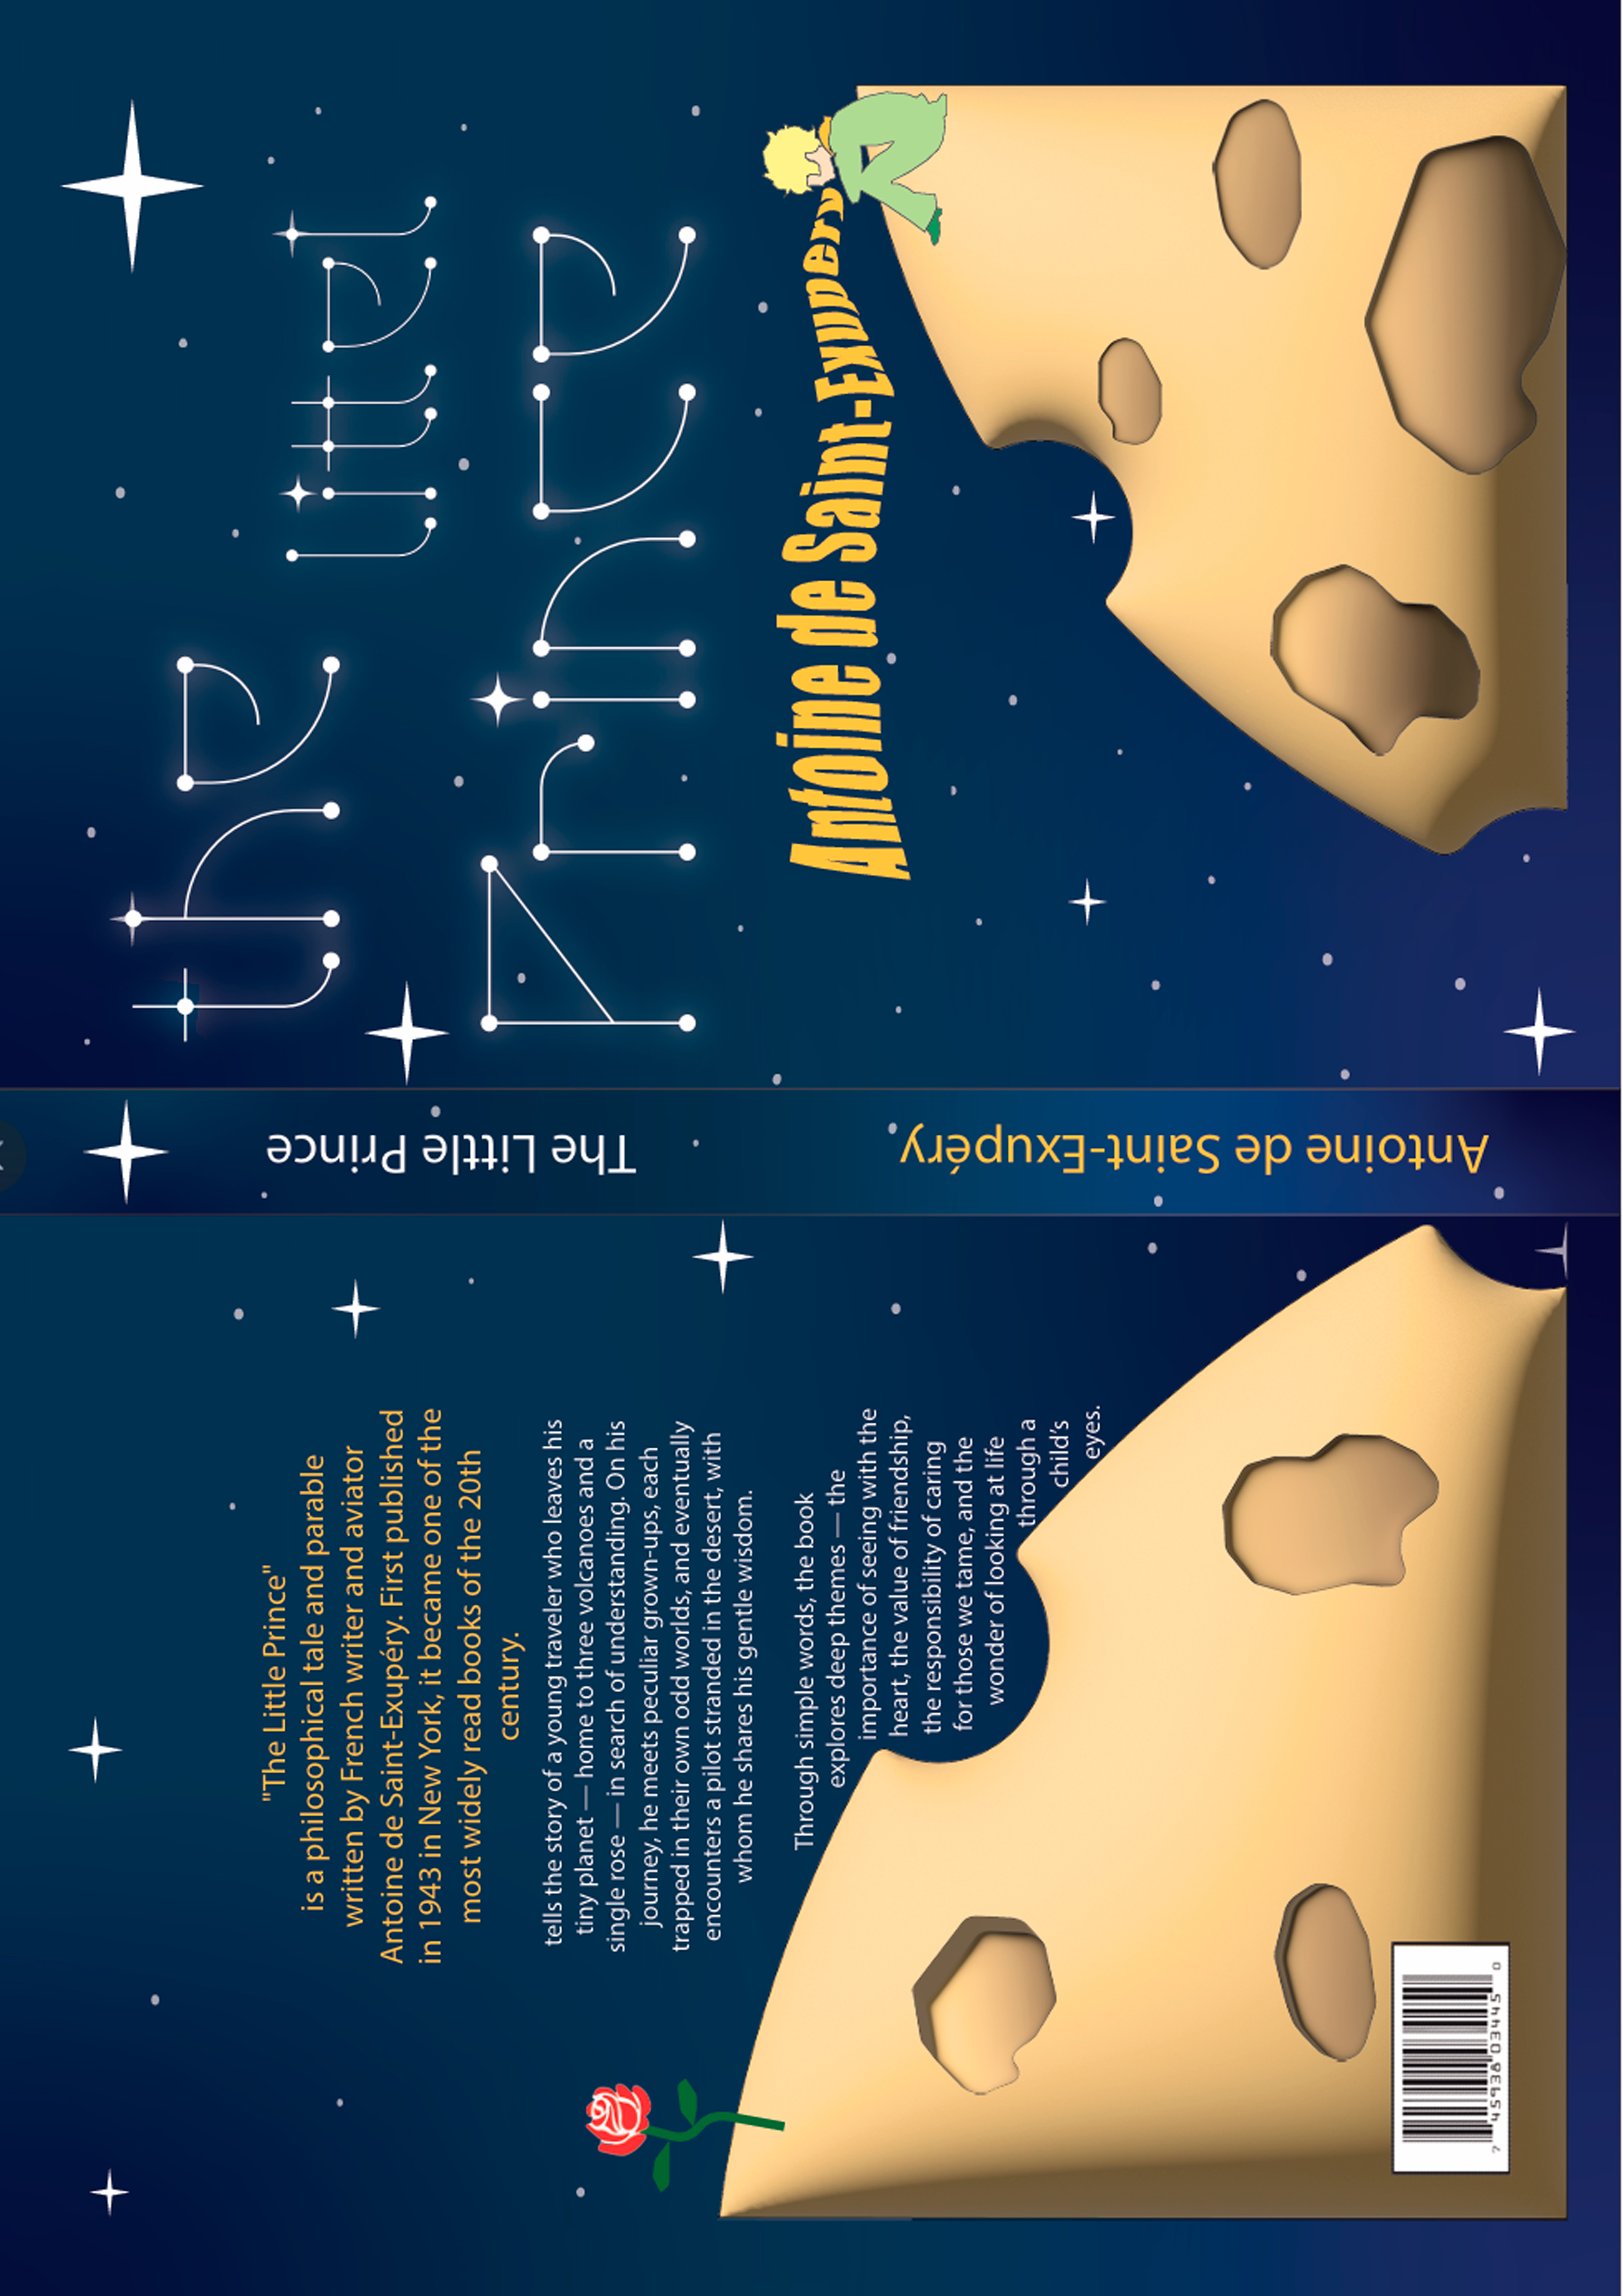 "The Little Prince"
is a philosophical tale and parable
written by French writer and aviator
Antoine de Saint-Exupéry. First published
in 1943 in New York, it became one of the
most widely read books of the 20th
century.
tells the story of a young traveler who leaves his
tiny planet — home to three volcanoes and a
single rose — in search of understanding. On his
journey, he meets peculiar grown-ups, each
trapped in their own odd worlds, and eventually
encounters a pilot stranded in the desert, with
whom he shares his gentle wisdom.
Through simple words, the book
explores deep themes — the
importance of seeing with the
heart, the value of friendship,
the responsibility of caring
for those we tame, and the
wonder of looking at life
through a
child's
eyes.
The Little Prince
Antoine de Saint-Exupéry
the
littel
Prince
Antoine de Saint-Exupery